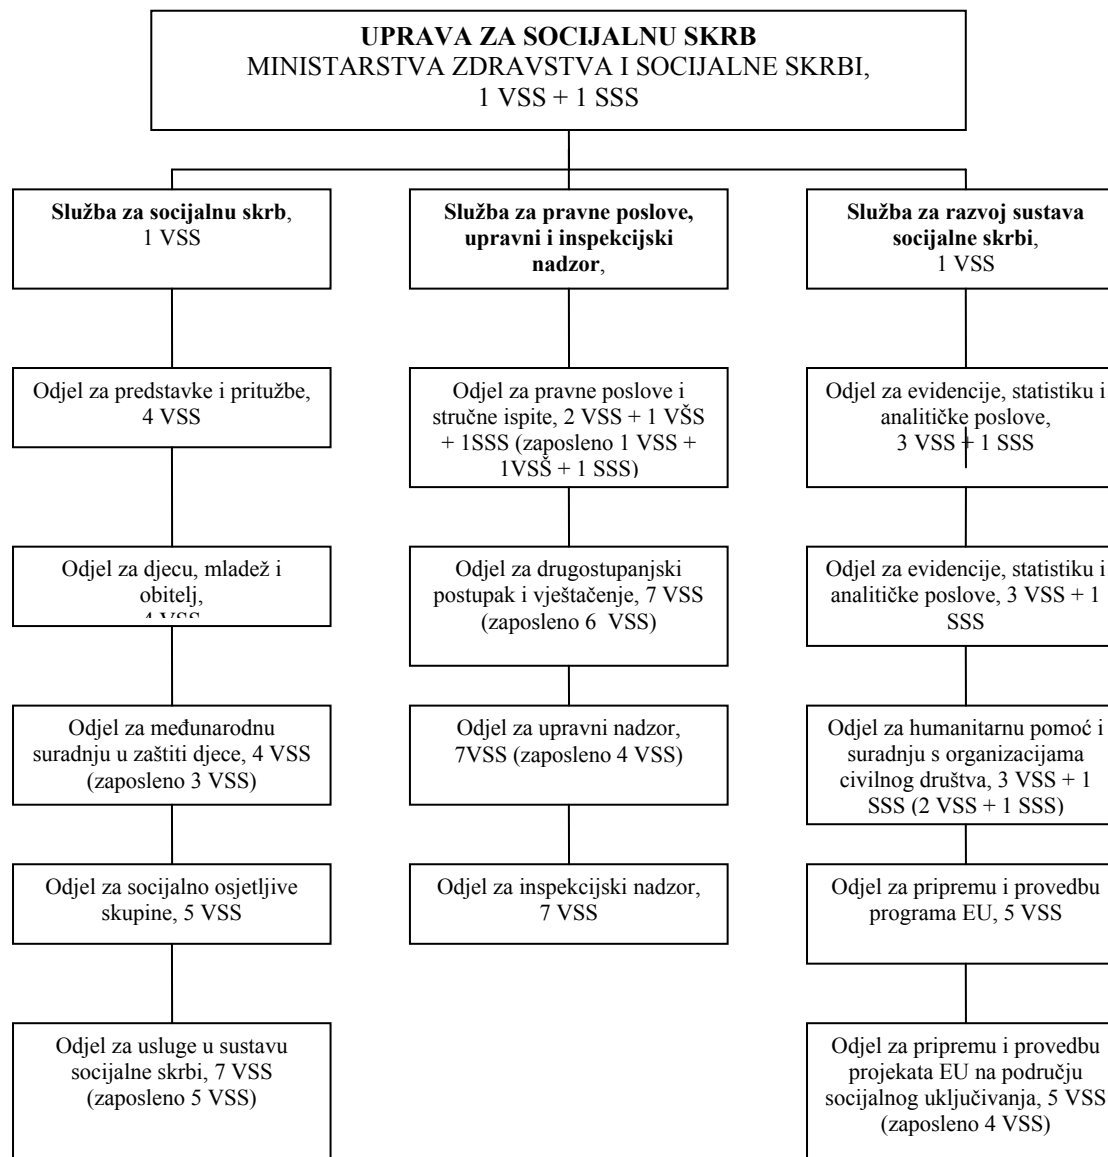 UPRAVA ZA SOCIJALNU SKRB
MINISTARSTVA ZDRAVSTVA I SOCIJALNE SKRBI,
1 VSS + 1 SSS
Služba za socijalnu skrb,
1 VSS
Služba za pravne poslove,
upravni i inspekcijski
nadzor,
Služba za razvoj sustava
socijalne skrbi,
1 VSS
Odjel za predstavke i pritužbe,
4 VSS
Odjel za pravne poslove i
stručne ispite, 2 VSS + 1 VŠS
+ 1SSS (zaposleno 1 VSS +
1VSŠ + 1 SSS)
Odjel za evidencije, statistiku i
analitičke poslove,
3 VSS + 1 SSS
Odjel za djecu, mladež i
obitelj,
4 VSS
Odjel za drugostupanjski
postupak i vještačenje, 7 VSS
(zaposleno 6 VSS)
Odjel za evidencije, statistiku i
analitičke poslove, 3 VSS + 1
SSS
Odjel za međunarodnu
suradnju u zaštiti djece, 4 VSS
(zaposleno 3 VSS)
Odjel za upravni nadzor,
7VSS (zaposleno 4 VSS)
Odjel za humanitarnu pomoć i
suradnju s organizacijama
civilnog društva, 3 VSS + 1
SSS (2 VSS + 1 SSS)
Odjel za socijalno osjetljive
skupine, 5 VSS
Odjel za inspekcijski nadzor,
7 VSS
Odjel za pripremu i provedbu
programa EU, 5 VSS
Odjel za usluge u sustavu
socijalne skrbi, 7 VSS
(zaposleno 5 VSS)
Odjel za pripremu i provedbu
projekata EU na području
socijalnog uključivanja, 5 VSS
(zaposleno 4 VSS)